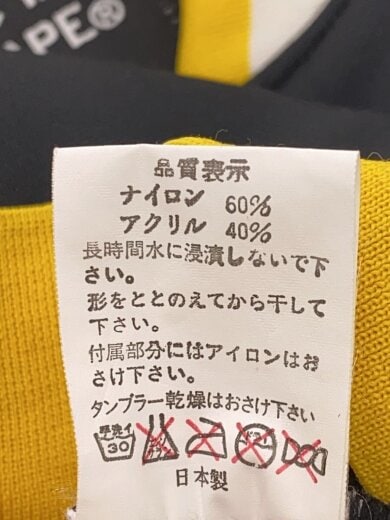 APE®
品質表示
ナイロン 60%
アクリル 40%
長時間水に浸漬しないで下
さい。
形をととのえてから干して
下さい。
付属部分にはアイロンはお
さけ下さい。
タンブラー乾燥はおさけ下さい
手洗イ
30
日本製